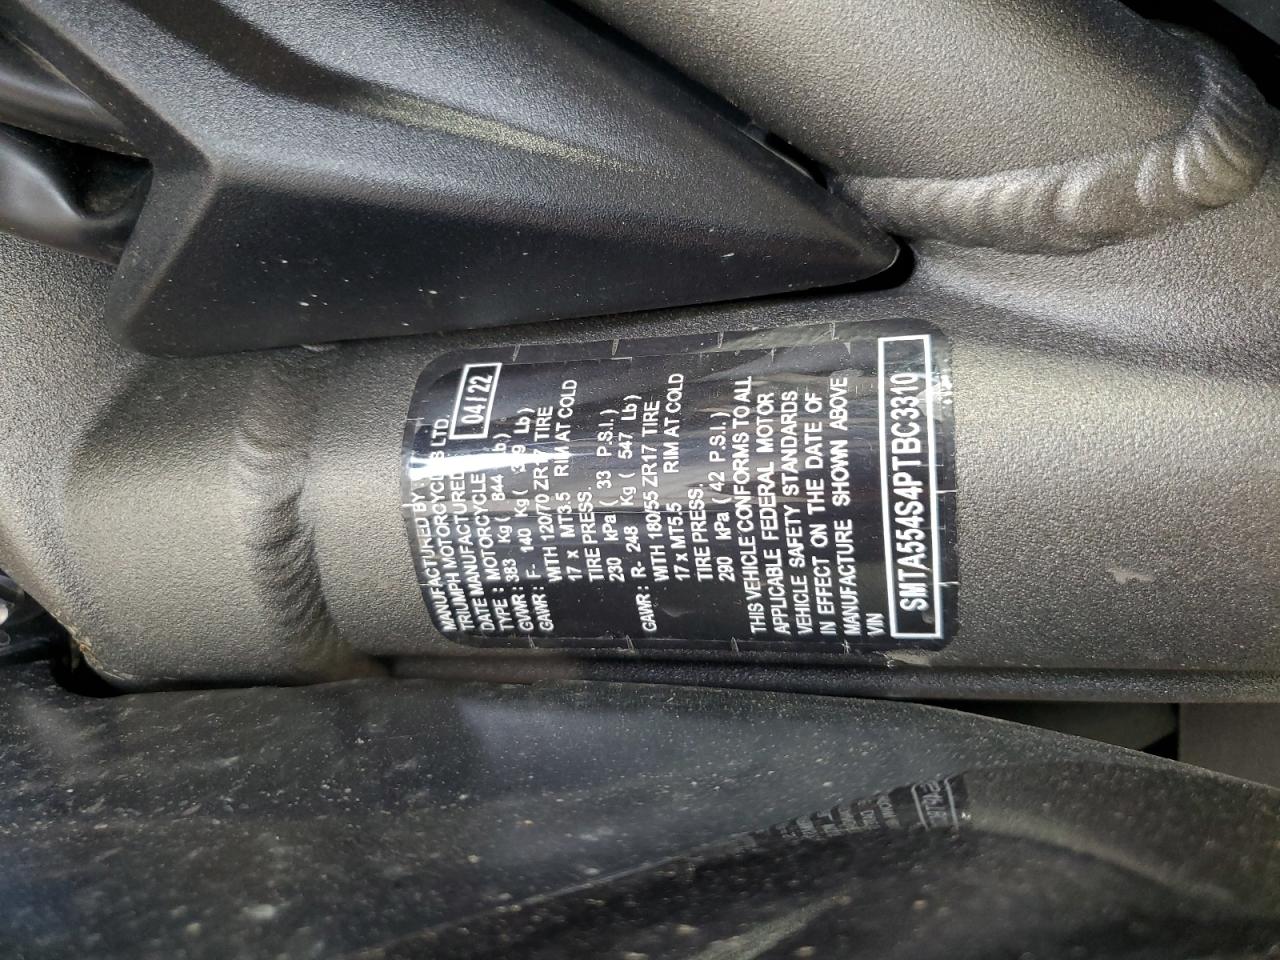 MANUFACTURED BY:
TRIUMPH MOTORCYCLES LTD.
DATE MANUFACTURED 04 / 22
TYPE : MOTORCYCLE
GVWR: 383 Kg ( 844 Lb )
GAWR: F- 140 Kg ( Lb )
WITH 120/70 ZR17 TIRE
17 x MT3.5 RIM AT COLD
TIRE PRESS.
230 kPa ( 33 P.S.I. )
GAWR: R- 248 Kg ( 547 Lb )
WITH 180/55 ZR17 TIRE
17 x MT5.5 RIM AT COLD
TIRE PRESS.
290 kPa ( 42 P.S.I. )
THIS VEHICLE CONFORMS TO ALL
APPLICABLE FEDERAL MOTOR
VEHICLE SAFETY STANDARDS
IN EFFECT ON THE DATE OF
MANUFACTURE SHOWN ABOVE
VIN
SMTA554S4PTBC3310